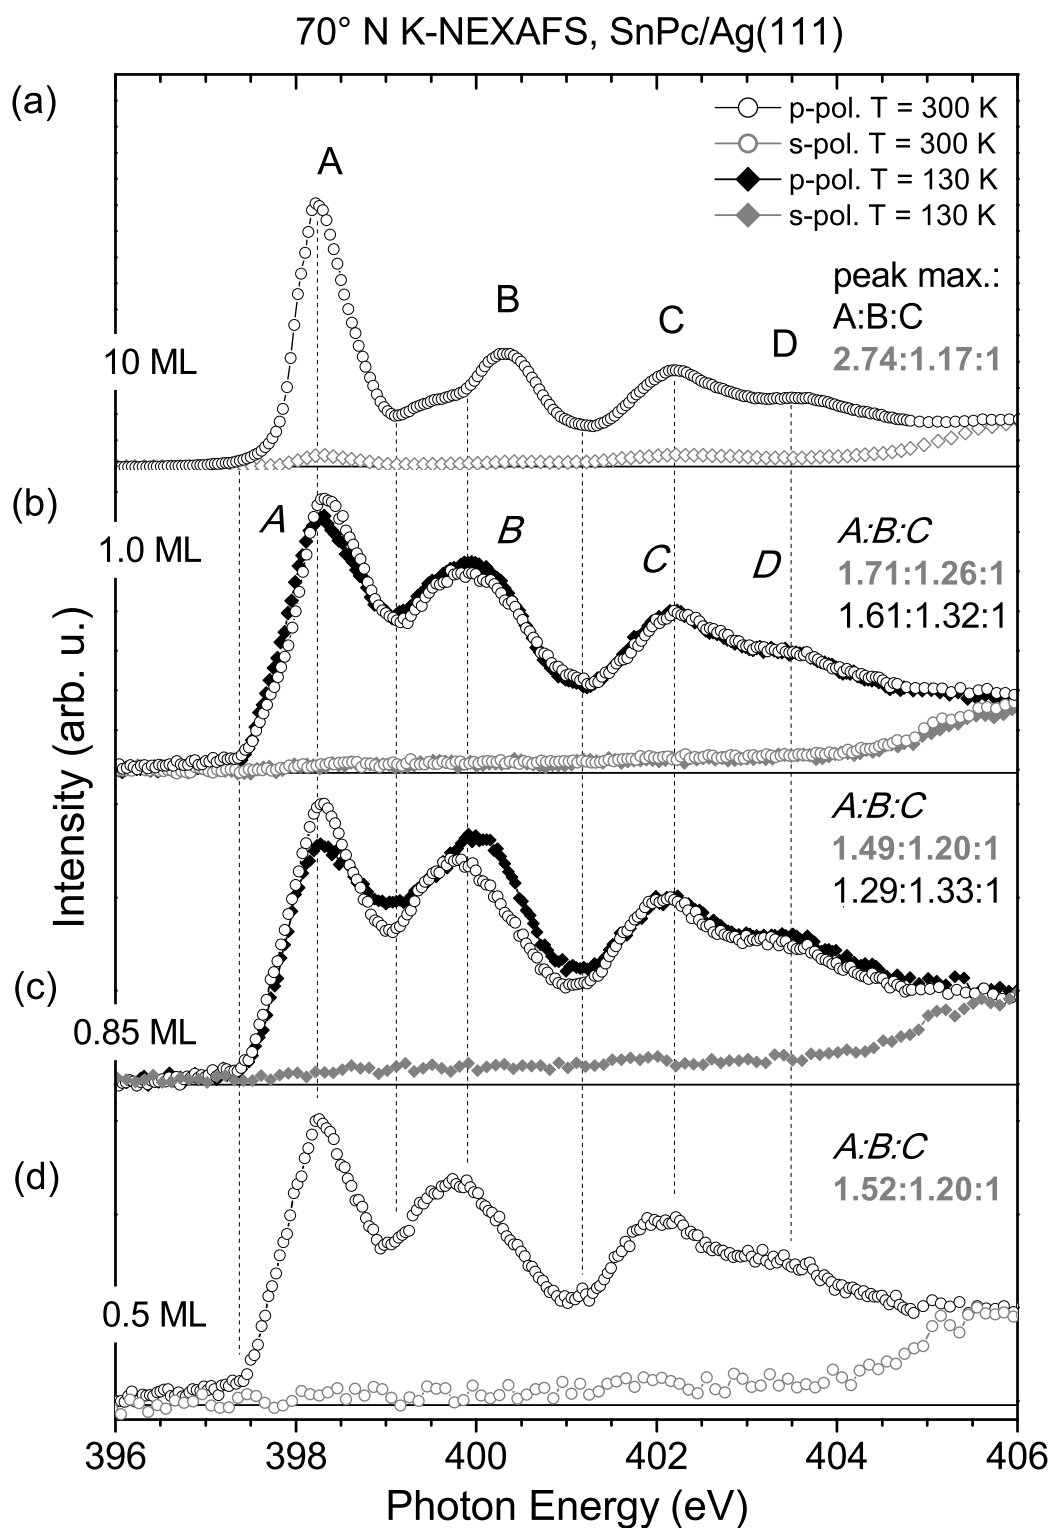 70° N K-NEXAFS, SnPc/Ag(111)
(a)
p-pol. T = 300 K
s-pol. T = 300 K
p-pol. T = 130 K
s-pol. T = 130 K
A
B
C
D
peak max.:
A:B:C
2.74:1.17:1
10 ML
(b)
1.0 ML
A
B
C
D
A:B:C
1.71:1.26:1
1.61:1.32:1
Intensity (arb. u.)
A:B:C
1.49:1.20:1
1.29:1.33:1
(c)
0.85 ML
(d)
A:B:C
1.52:1.20:1
0.5 ML
396 398 400 402 404 406
Photon Energy (eV)